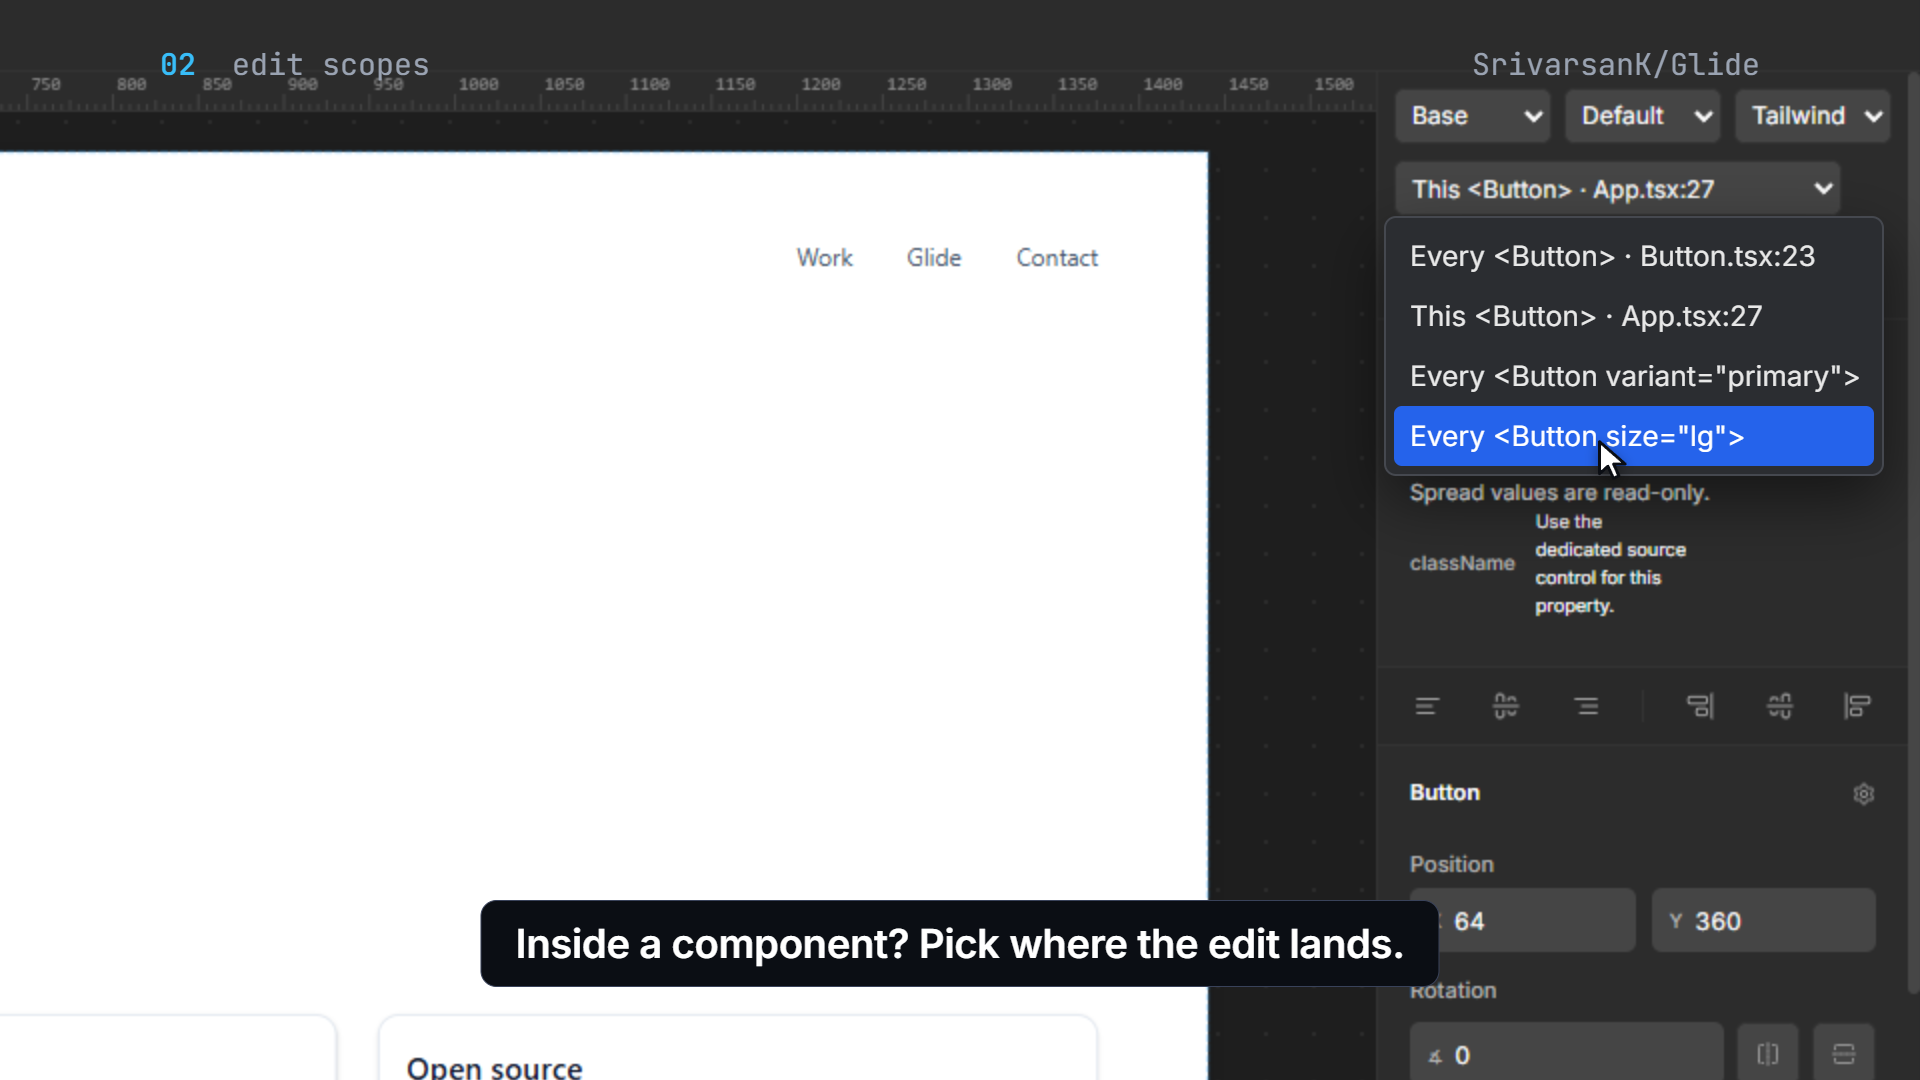 02 edit scopes
SrivarsanK/Glide
750 800 850 900 950 1000 1050 1100 1150 1200 1250 1300 1350 1400 1450 1500
Base
Default
Tailwind
This <Button> · App.tsx:27
Every <Button> · Button.tsx:23
This <Button> · App.tsx:27
Every <Button variant="primary">
Every <Button size="lg">
Work
Glide
Contact
Spread values are read-only.
className
Use the
dedicated source
control for this
property.
Button
Position
64
Y 360
Inside a component? Pick where the edit lands.
Rotation
0
Open source